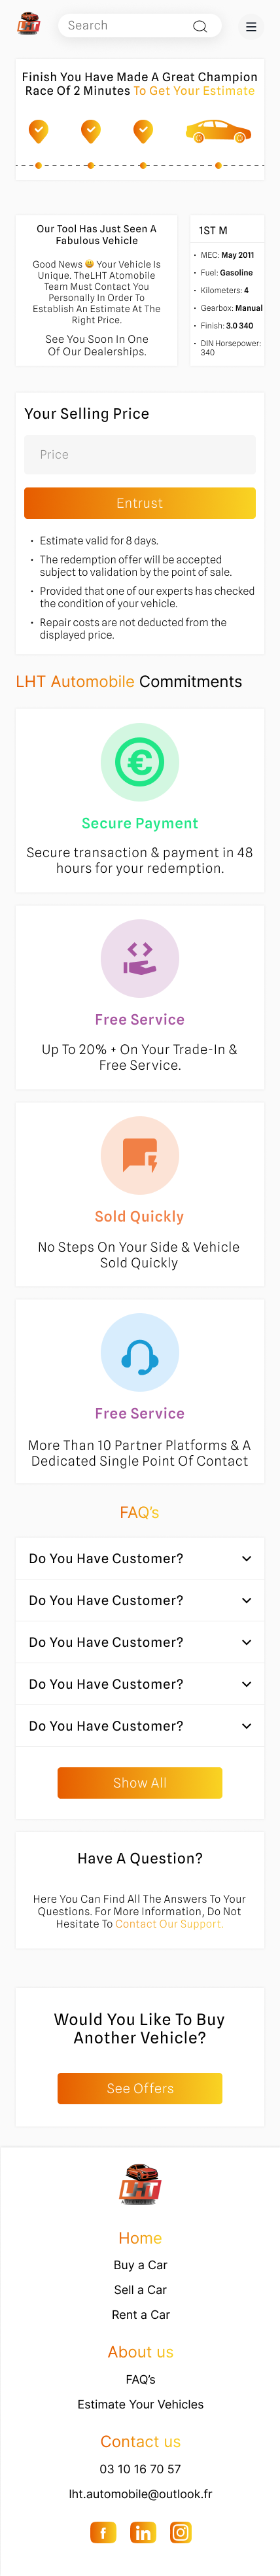 LHT
Search
Finish You Have Made A Great Champion
Race Of 2 Minutes To Get Your Estimate
Our Tool Has Just Seen A
Fabulous Vehicle
Good News 😀 Your Vehicle Is
Unique. TheLHT Atomobile
Team Must Contact You
Personally In Order To
Establish An Estimate At The
Right Price.
See You Soon In One
Of Our Dealerships.
1ST M
• MEC: May 2011
• Fuel: Gasoline
• Kilometers: 4
• Gearbox: Manual
• Finish: 3.0 340
• DIN Horsepower:
340
Your Selling Price
Price
Entrust
• Estimate valid for 8 days.
• The redemption offer will be accepted
subject to validation by the point of sale.
• Provided that one of our experts has checked
the condition of your vehicle.
• Repair costs are not deducted from the
displayed price.
LHT Automobile Commitments
€
Secure Payment
Secure transaction & payment in 48
hours for your redemption.
Free Service
Up To 20% + On Your Trade-In &
Free Service.
Sold Quickly
No Steps On Your Side & Vehicle
Sold Quickly
Free Service
More Than 10 Partner Platforms & A
Dedicated Single Point Of Contact
FAQ's
Do You Have Customer?
Do You Have Customer?
Do You Have Customer?
Do You Have Customer?
Do You Have Customer?
Show All
Have A Question?
Here You Can Find All The Answers To Your
Questions. For More Information, Do Not
Hesitate To Contact Our Support.
Would You Like To Buy
Another Vehicle?
See Offers
LHT
Home
Buy a Car
Sell a Car
Rent a Car
About us
FAQ's
Estimate Your Vehicles
Contact us
03 10 16 70 57
lht.automobile@outlook.fr
f in